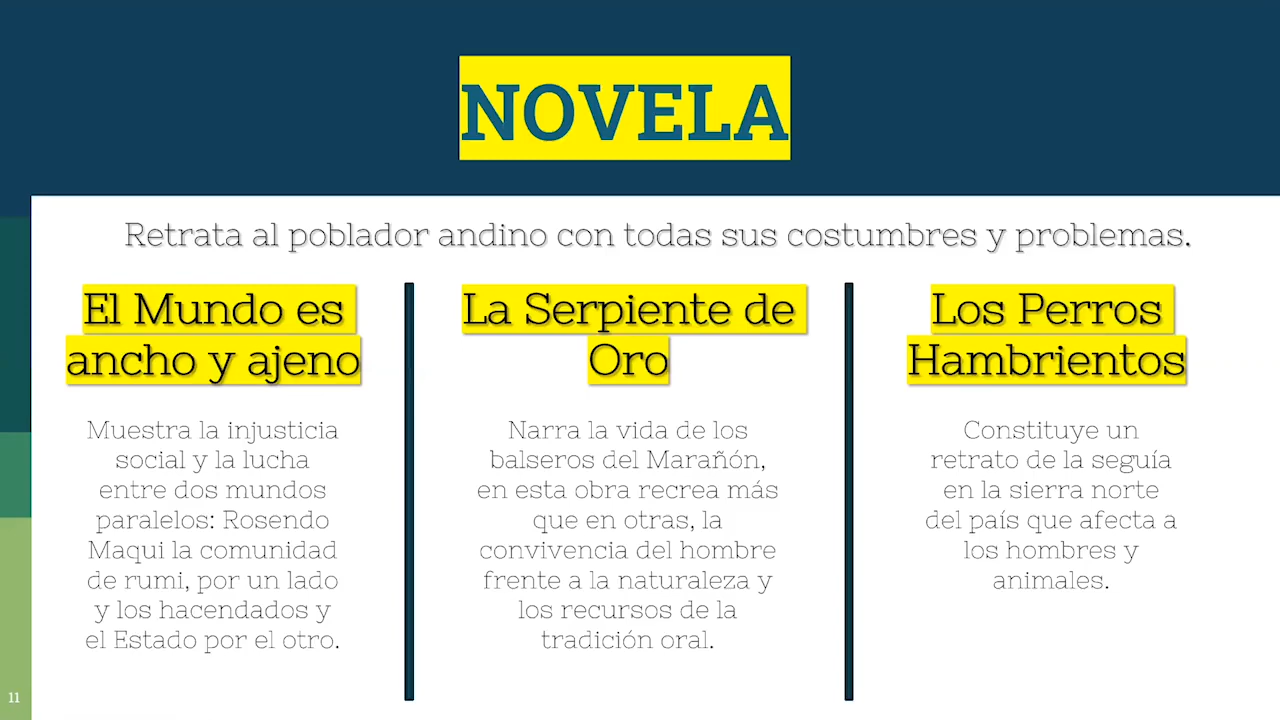 NOVELA
Retrata al poblador andino con todas sus costumbres y problemas.
El Mundo es
ancho y ajeno
Muestra la injusticia
social y la lucha
entre dos mundos
paralelos: Rosendo
Maqui la comunidad
de rumi, por un lado
y los hacendados y
el Estado por el otro.
La Serpiente de
Oro
Narra la vida de los
balseros del Marañón,
en esta obra recrea más
que en otras, la
convivencia del hombre
frente a la naturaleza y
los recursos de la
tradición oral.
Los Perros
Hambrientos
Constituye un
retrato de la seguía
en la sierra norte
del país que afecta a
los hombres y
animales.
11